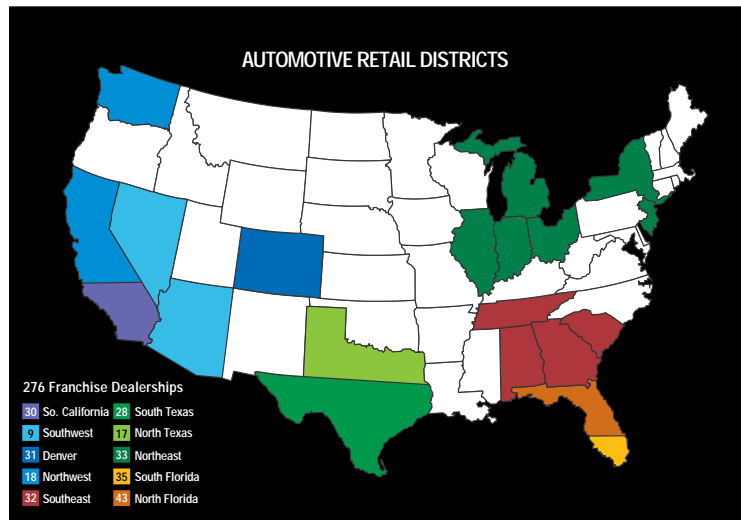 AUTOMOTIVE RETAIL DISTRICTS
276 Franchise Dealerships
30 So. California
9 Southwest
31 Denver
18 Northwest
32 Southeast
28 South Texas
17 North Texas
33 Northeast
35 South Florida
43 North Florida